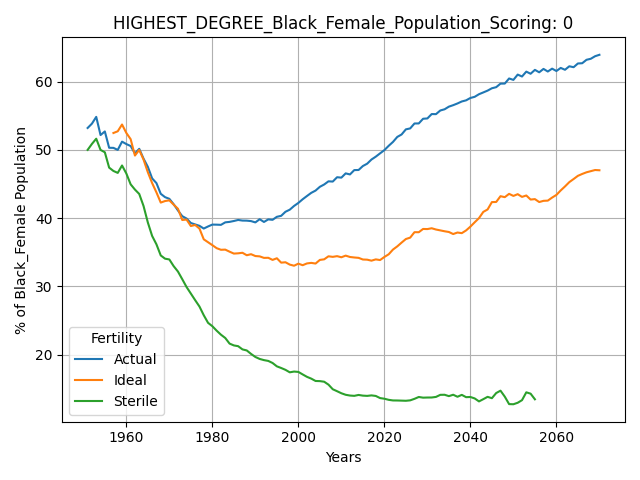 HIGHEST_DEGREE_Black_Female_Population_Scoring: 0
% of Black_Female Population
60
50
40
30
20
Fertility
Actual
Ideal
Sterile
1960 1980 2000 2020 2040 2060
Years